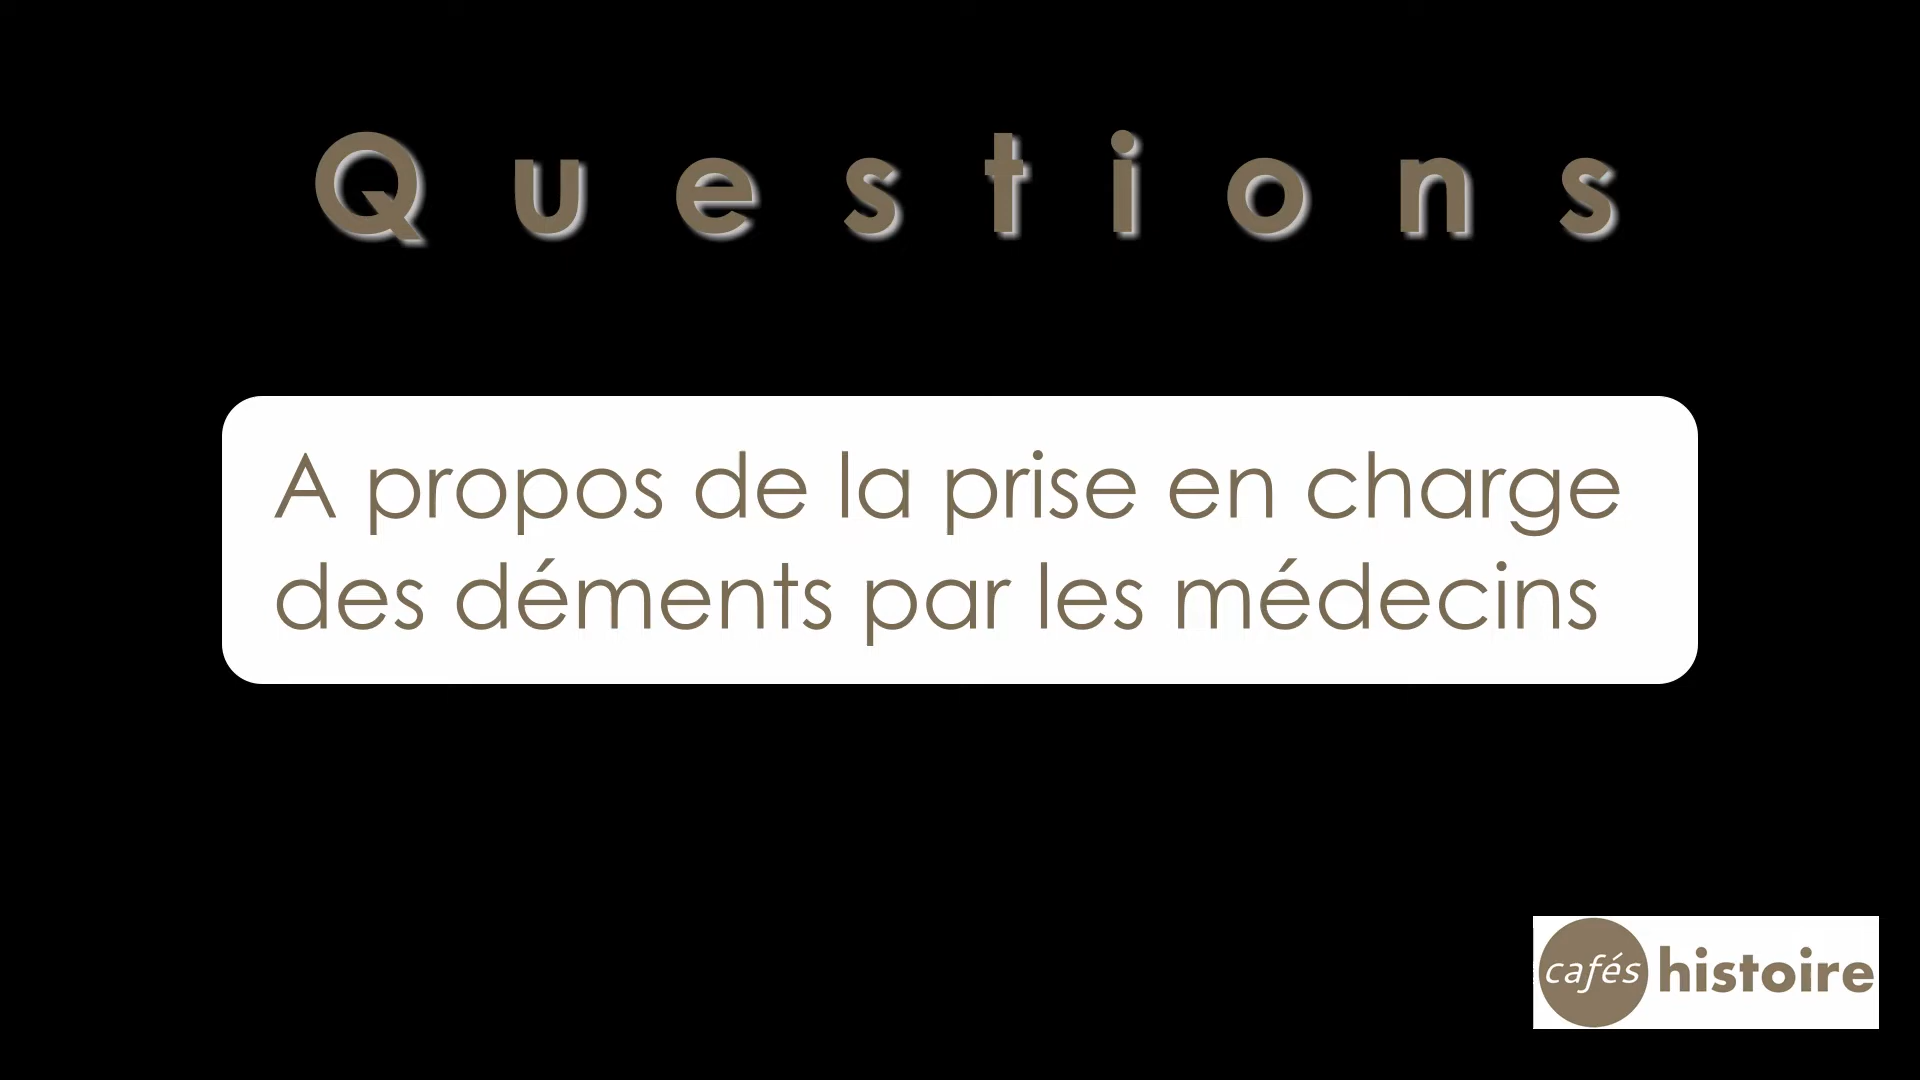 Questions
A propos de la prise en charge
des déments par les médecins
cafés histoire